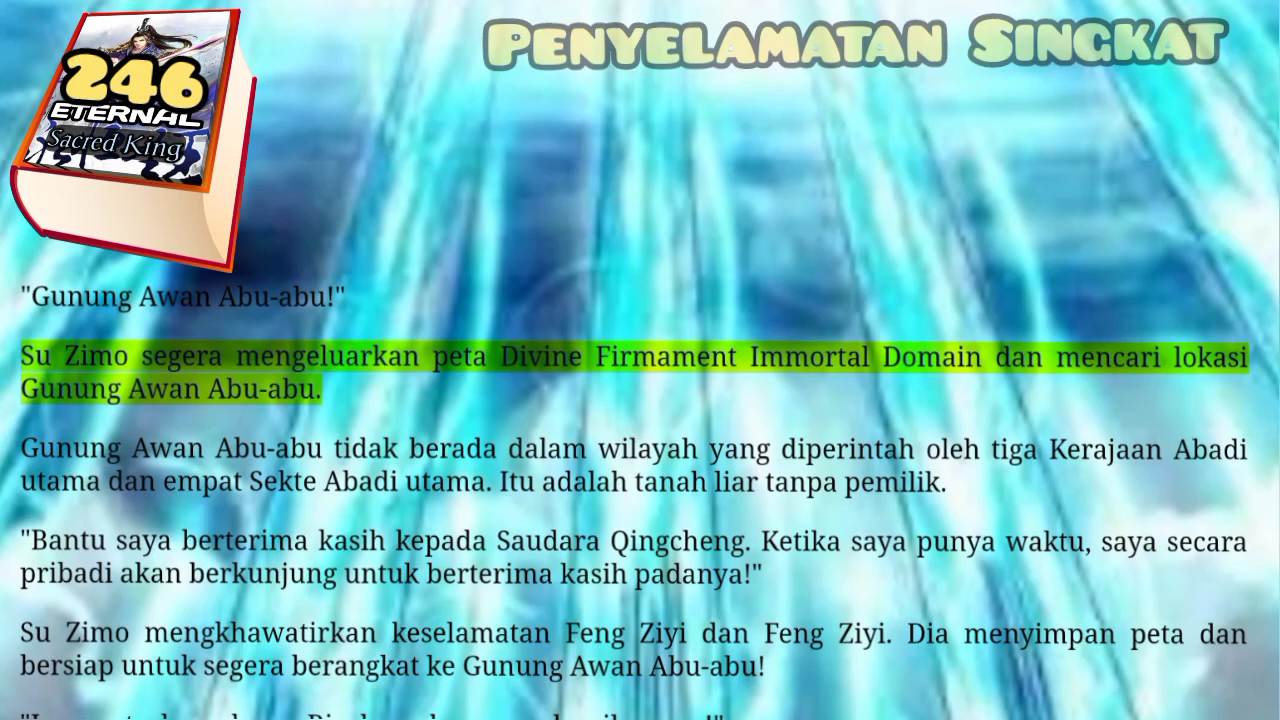 PENYELAMATAN SINGKAT
246
ETERNAL
Sacred King
"Gunung Awan Abu-abu!"
Su Zimo segera mengeluarkan peta Divine Firmament Immortal Domain dan mencari lokasi
Gunung Awan Abu-abu.
Gunung Awan Abu-abu tidak berada dalam wilayah yang diperintah oleh tiga Kerajaan Abadi
utama dan empat Sekte Abadi utama. Itu adalah tanah liar tanpa pemilik.
"Bantu saya berterima kasih kepada Saudara Qingcheng. Ketika saya punya waktu, saya secara
pribadi akan berkunjung untuk berterima kasih padanya!"
Su Zimo mengkhawatirkan keselamatan Feng Ziyi dan Feng Ziyi. Dia menyimpan peta dan
bersiap untuk segera berangkat ke Gunung Awan Abu-abu!